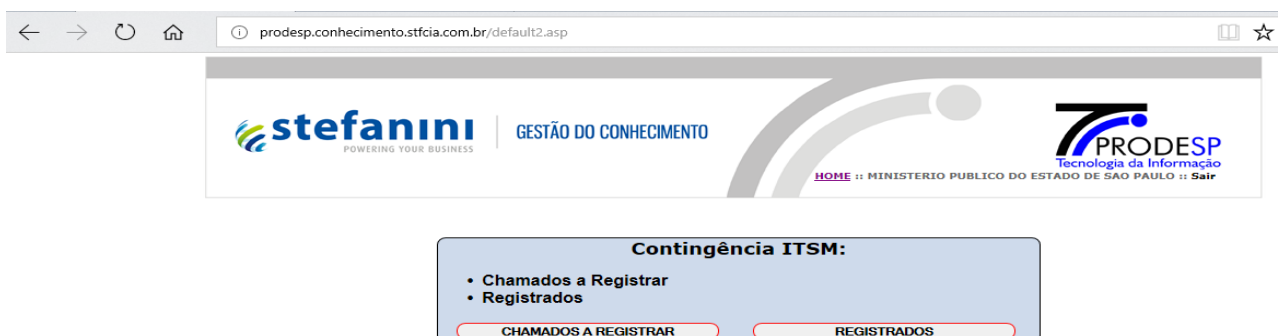 prodesp.conhecimento.stfcia.com.br/default2.asp
stefanini
POWERING YOUR BUSINESS
GESTÃO DO CONHECIMENTO
PRODESP
Tecnologia da Informação
HOME :: MINISTERIO PUBLICO DO ESTADO DE SAO PAULO :: Sair
Contingência ITSM:
• Chamados a Registrar
• Registrados
CHAMADOS A REGISTRAR
REGISTRADOS